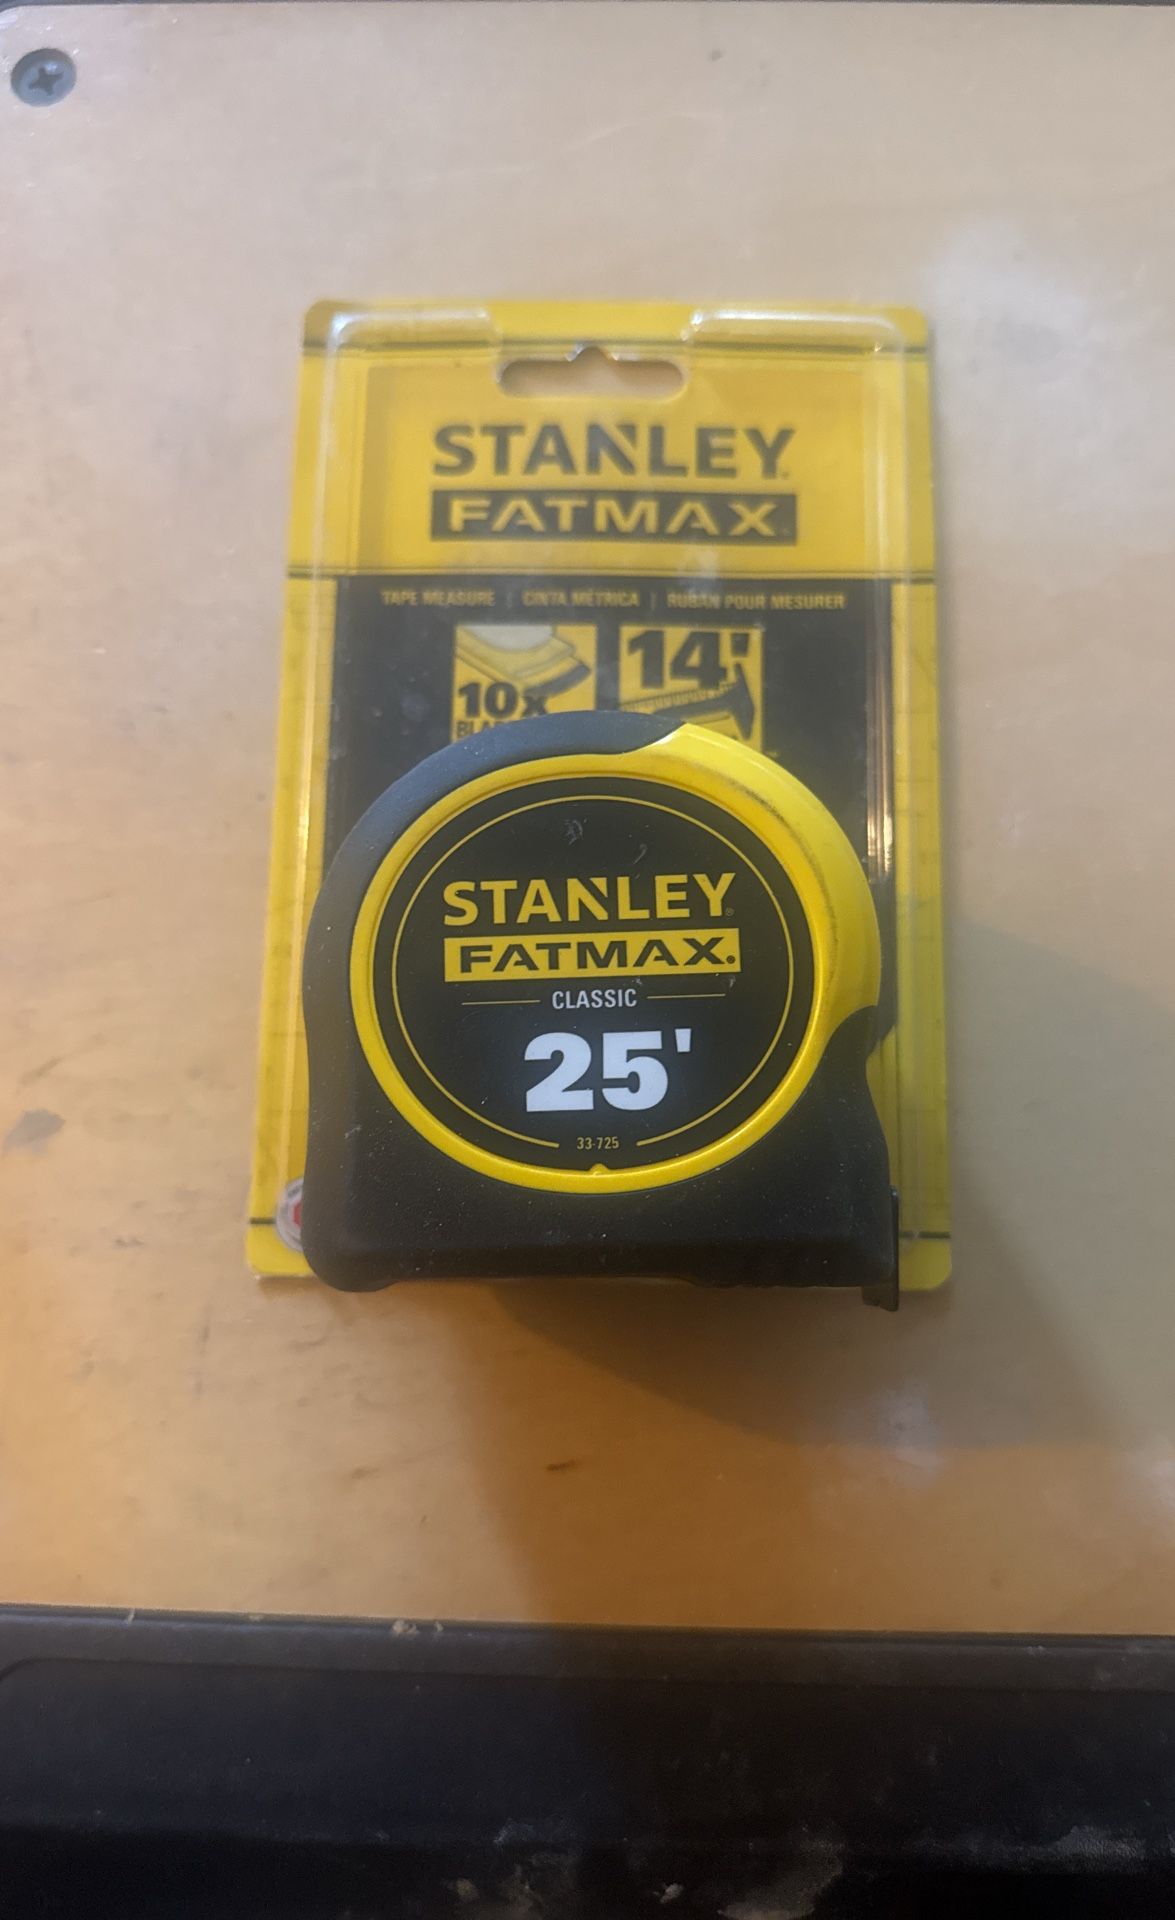 STANLEY
FATMAX
TAPE MEASURE | CINTA MÉTRICA | RUBAN POUR MESURER
10x
14'
STANLEY®
FATMAX®
CLASSIC
25'
33-725